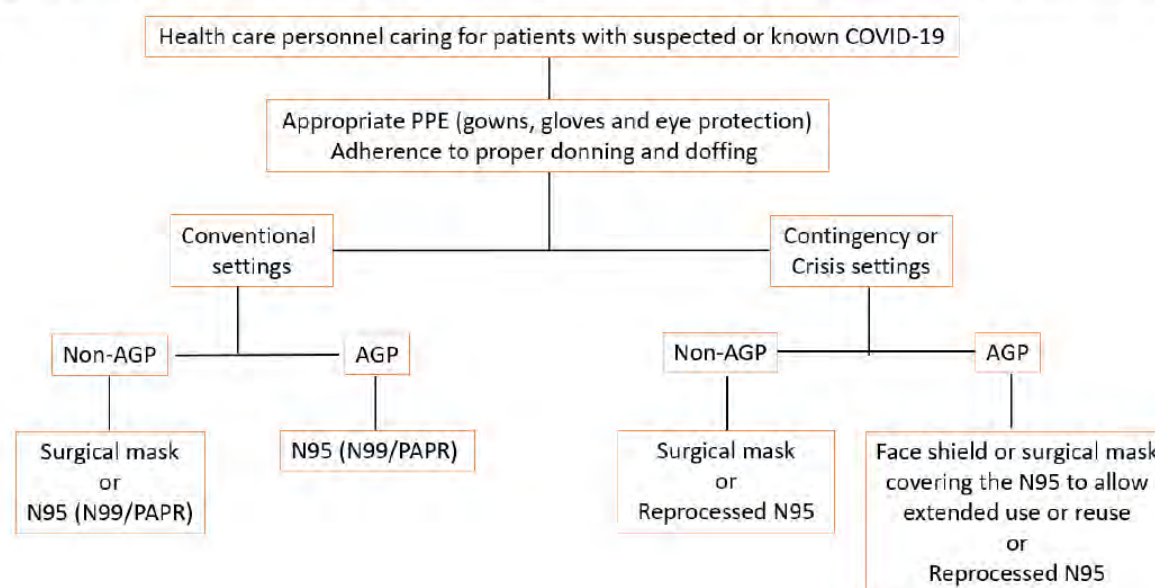 Health care personnel caring for patients with suspected or known COVID-19
Appropriate PPE (gowns, gloves and eye protection)
Adherence to proper donning and doffing
Conventional
settings
Contingency or
Crisis settings
Non-AGP
AGP
Non-AGP
AGP
Surgical mask
or
N95 (N99/PAPR)
N95 (N99/PAPR)
Surgical mask
or
Reprocessed N95
Face shield or surgical mask
covering the N95 to allow
extended use or reuse
or
Reprocessed N95